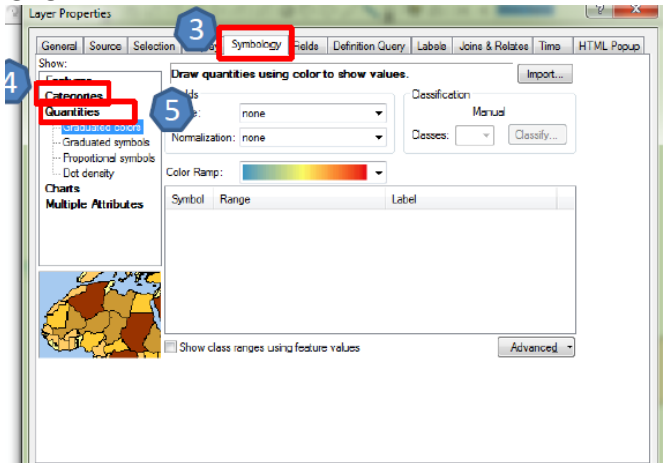 Layer Properties
3
General Source Selection Symbology Fields Definition Query Labels Joins & Relates Time HTML Popup
Show:
4
Features
Categories
Quantities
Graduated colors
Graduated symbols
Proportional symbols
Dot density
Charts
Multiple Attributes
Draw quantities using color to show values.
Import...
5
none
Normalization: none
Classification
Manual
Classes:
Classify...
Color Ramp:
Symbol Range Label
Show class ranges using feature values
Advanced